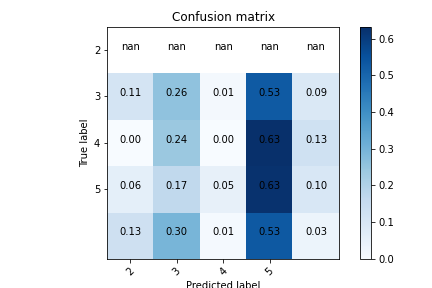 Confusion matrix
2 nan nan nan nan nan
3 0.11 0.26 0.01 0.53 0.09
4 0.00 0.24 0.00 0.63 0.13
5 0.06 0.17 0.05 0.63 0.10
0.13 0.30 0.01 0.53 0.03
True label
2 3 4 5
Predicted label
0.6
0.5
0.4
0.3
0.2
0.1
0.0